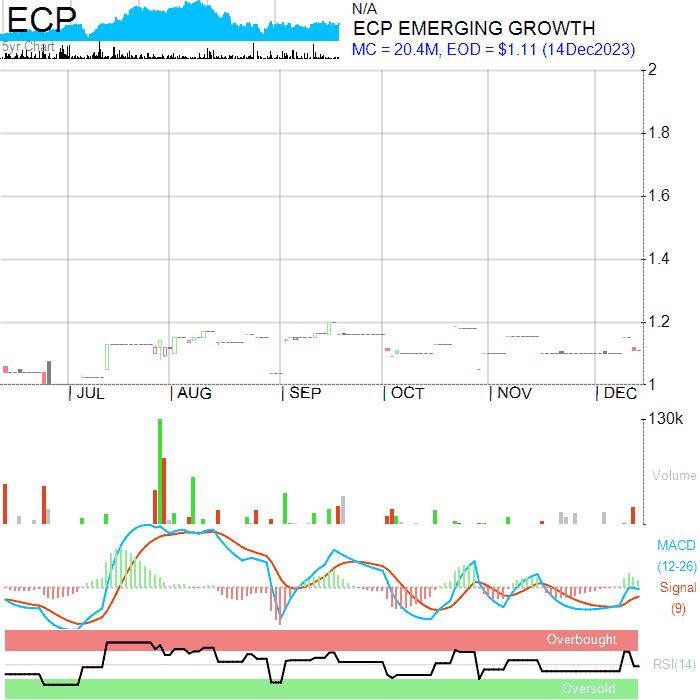 ECP
5yr Chart
N/A
ECP EMERGING GROWTH
MC = 20.4M, EOD = $1.11 (14Dec2023)
2
1.8
1.6
1.4
1.2
1
JUL AUG SEP OCT NOV DEC
130k
Volume
MACD
(12-26)
Signal
(9)
Overbought
RSI(14)
Oversold